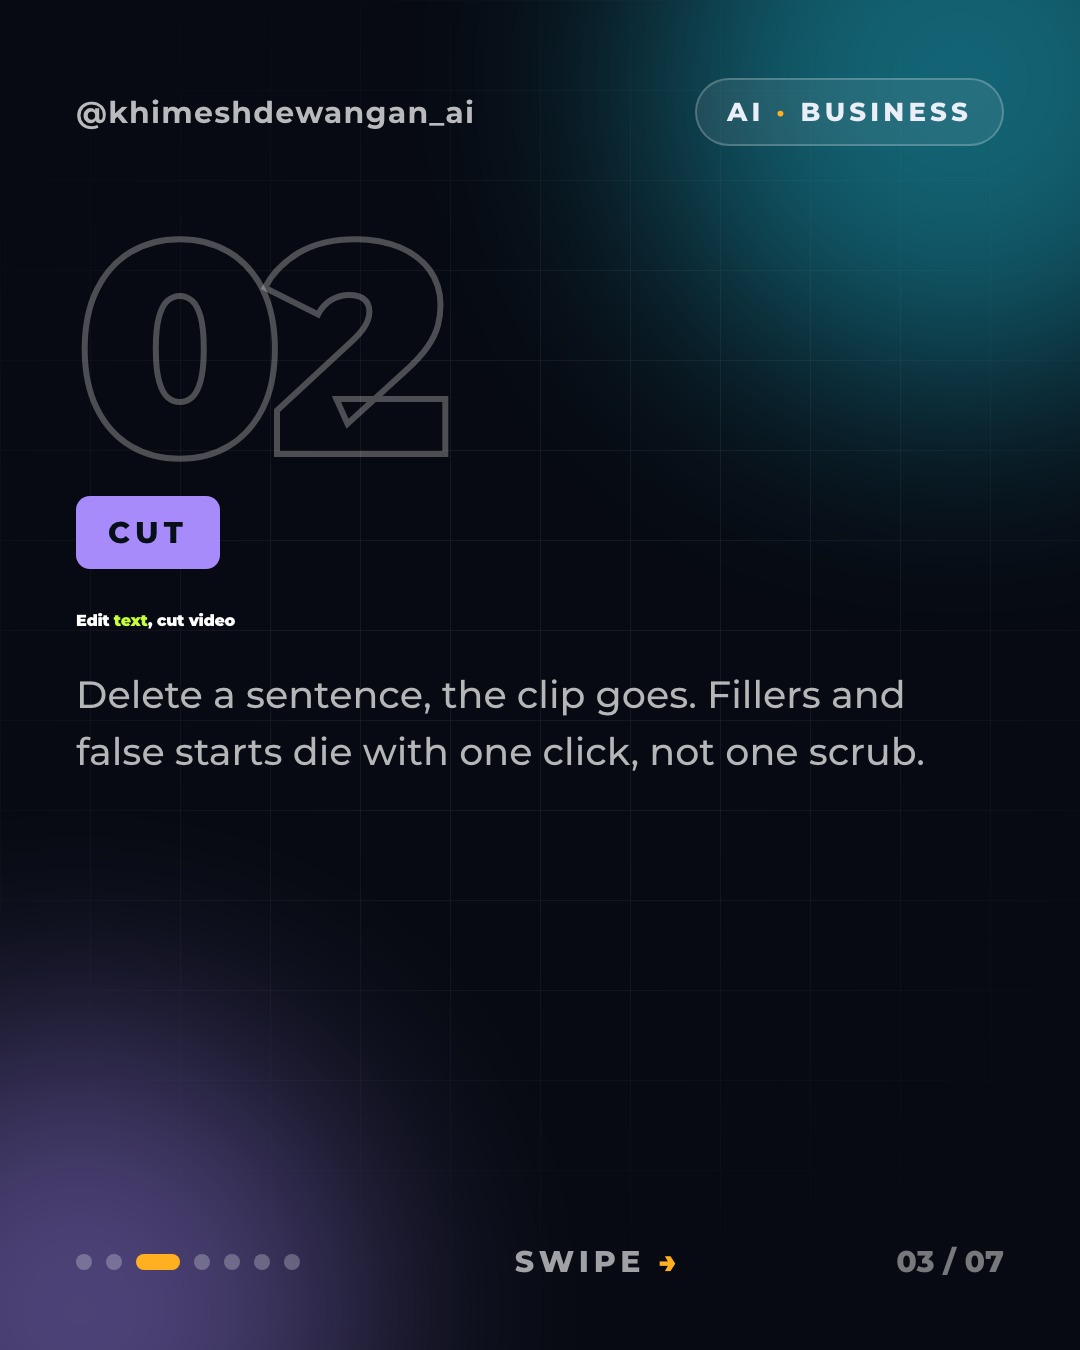 @khimeshdewangan_ai
AI · BUSINESS
02
CUT
Edit text, cut video
Delete a sentence, the clip goes. Fillers and
false starts die with one click, not one scrub.
SWIPE →
03 / 07